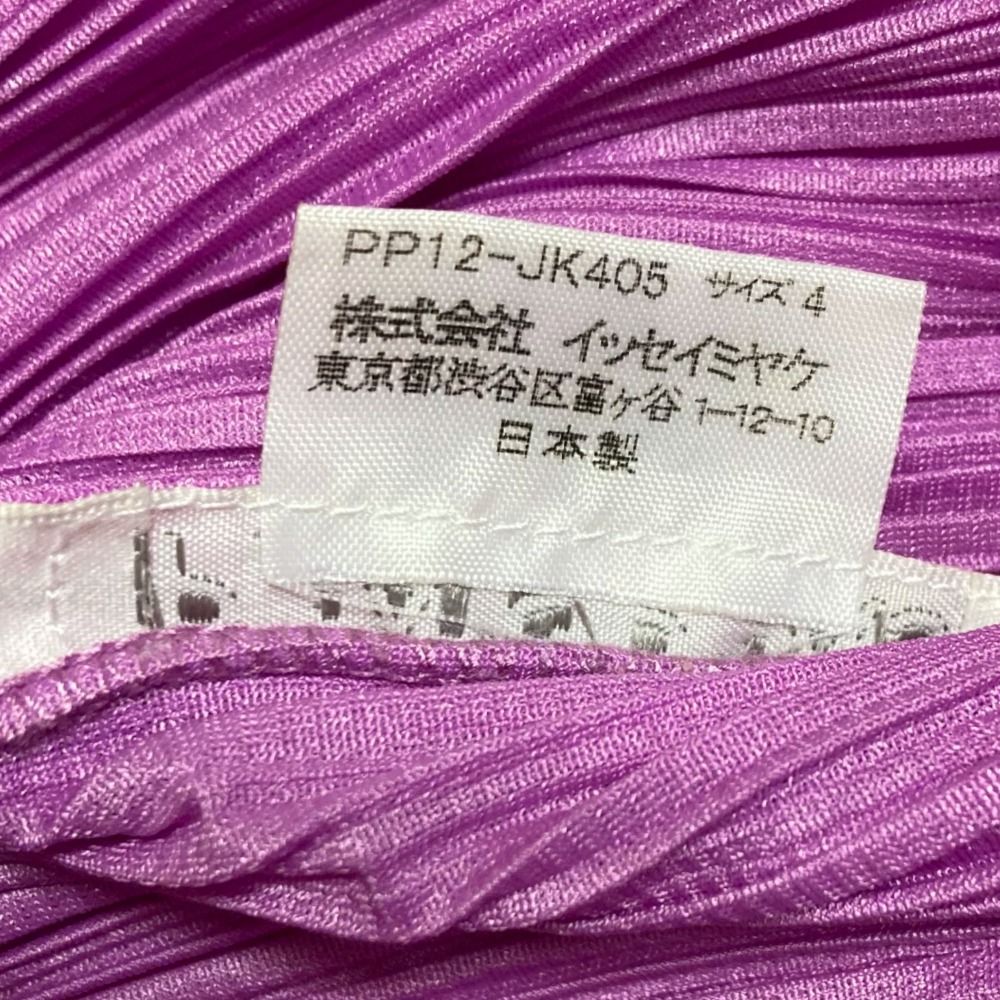 PP12-JK405 サイズ 4
株式会社 イッセイミヤケ
東京都渋谷区富ヶ谷 1-12-10
日本製